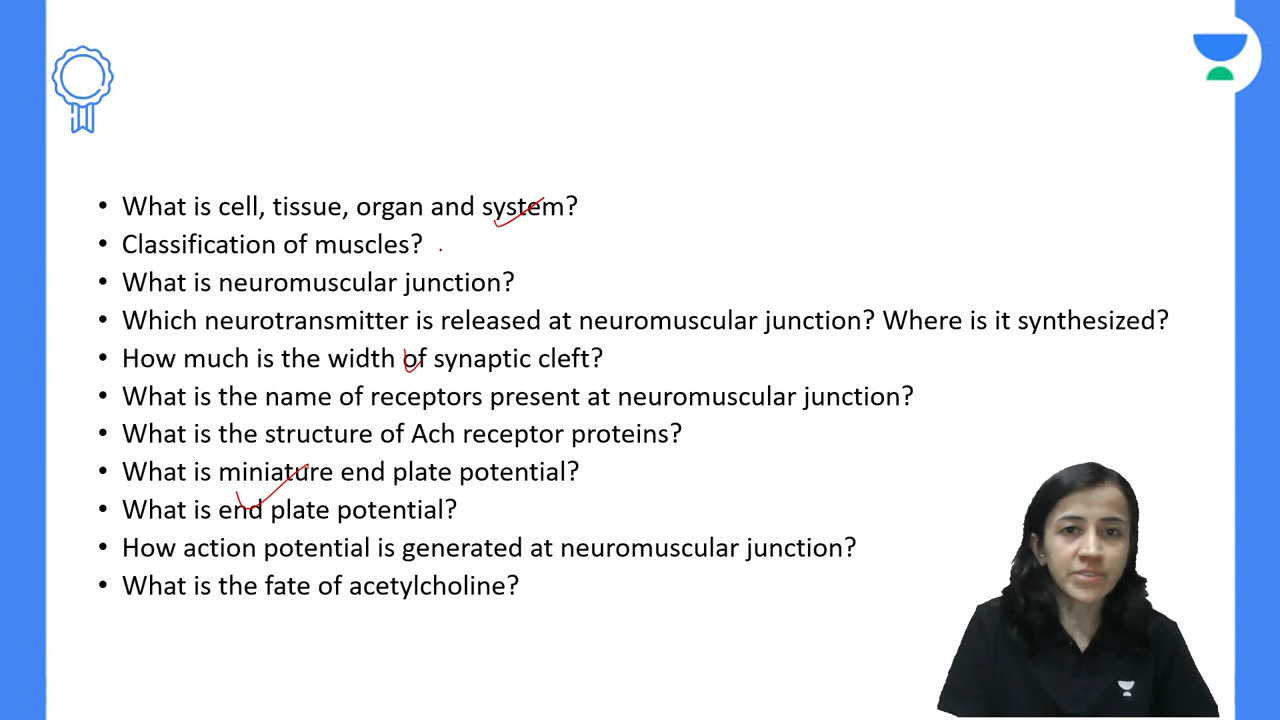 • What is cell, tissue, organ and system?
• Classification of muscles?
• What is neuromuscular junction?
• Which neurotransmitter is released at neuromuscular junction? Where is it synthesized?
• How much is the width of synaptic cleft?
• What is the name of receptors present at neuromuscular junction?
• What is the structure of Ach receptor proteins?
• What is miniature end plate potential?
• What is end plate potential?
• How action potential is generated at neuromuscular junction?
• What is the fate of acetylcholine?